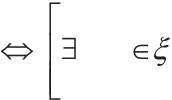 ⇔ [ ∃ ∈ ξ